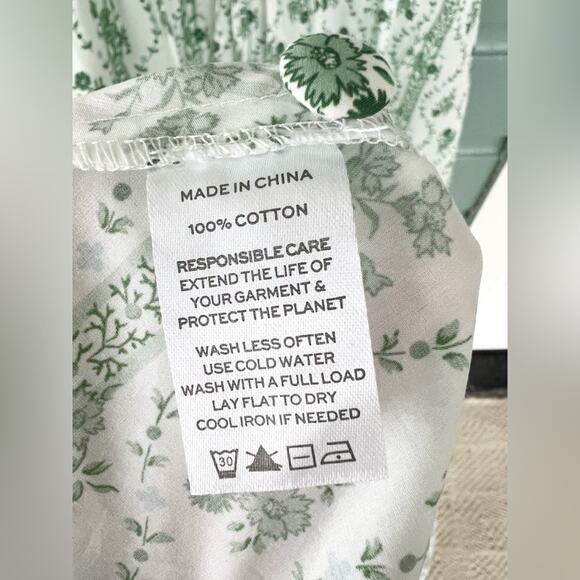 MADE IN CHINA
100% COTTON
RESPONSIBLE CARE
EXTEND THE LIFE OF
YOUR GARMENT &
PROTECT THE PLANET
WASH LESS OFTEN
USE COLD WATER
WASH WITH A FULL LOAD
LAY FLAT TO DRY
COOL IRON IF NEEDED
30